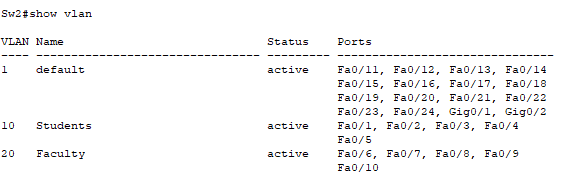 Sw2#show vlan
VLAN Name                             Status    Ports
---- -------------------------------- --------- -------------------------------
1    default                          active    Fa0/11, Fa0/12, Fa0/13, Fa0/14
                                                Fa0/15, Fa0/16, Fa0/17, Fa0/18
                                                Fa0/19, Fa0/20, Fa0/21, Fa0/22
                                                Fa0/23, Fa0/24, Gig0/1, Gig0/2
10   Students                         active    Fa0/1, Fa0/2, Fa0/3, Fa0/4
                                                Fa0/5
20   Faculty                          active    Fa0/6, Fa0/7, Fa0/8, Fa0/9
                                                Fa0/10